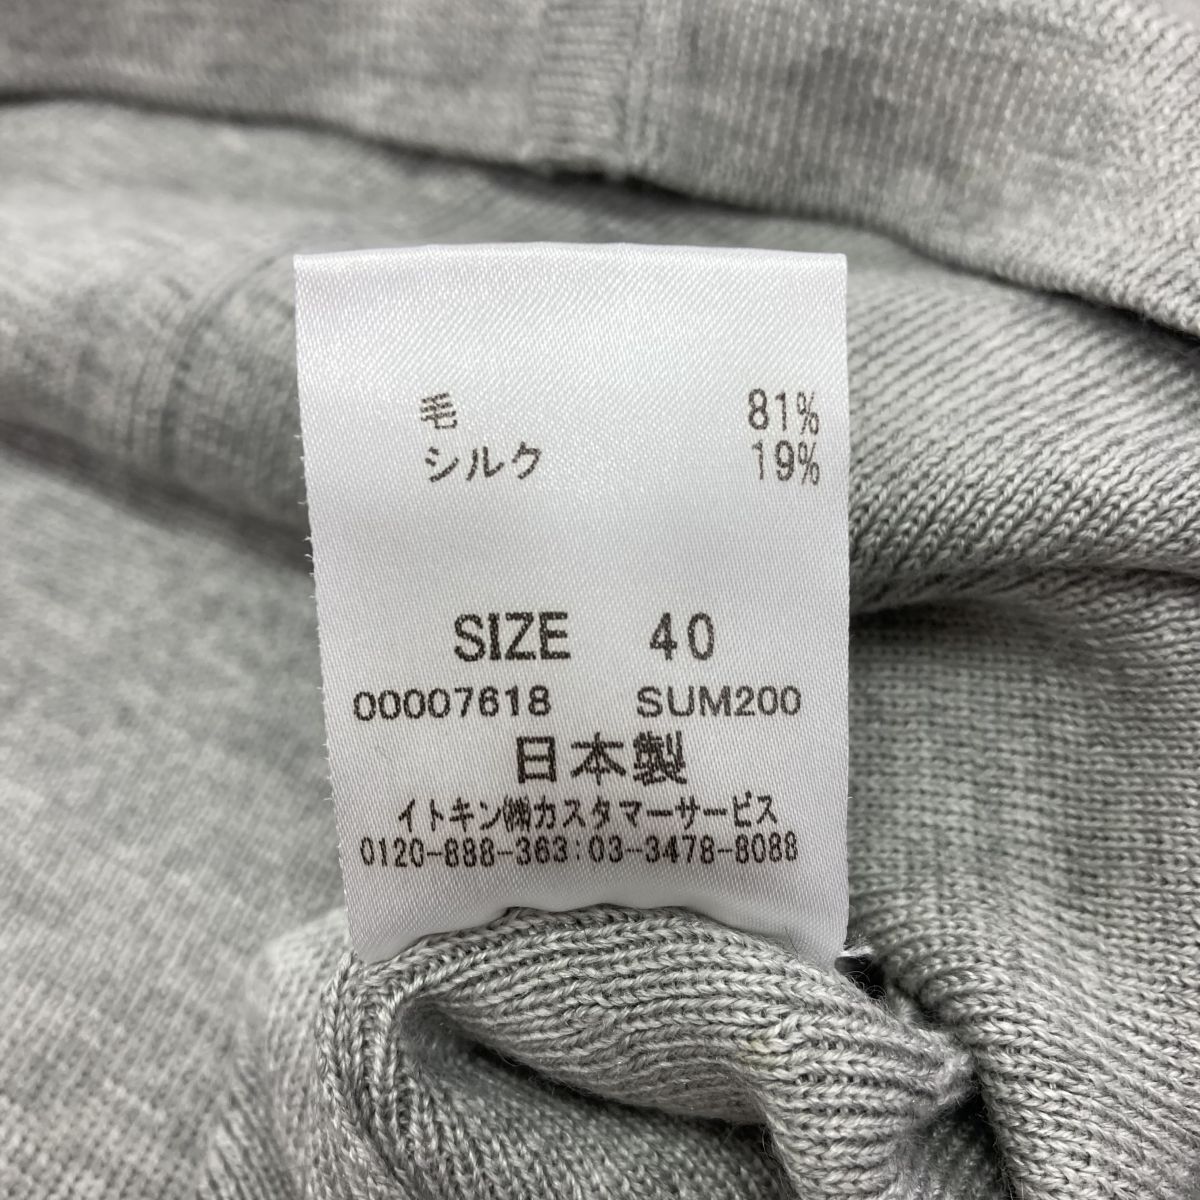 毛 81%
シルク 19%
SIZE 40
00007618 SUM200
日本製
イトキン㈱カスタマーサービス
0120-888-363:03-3478-8088